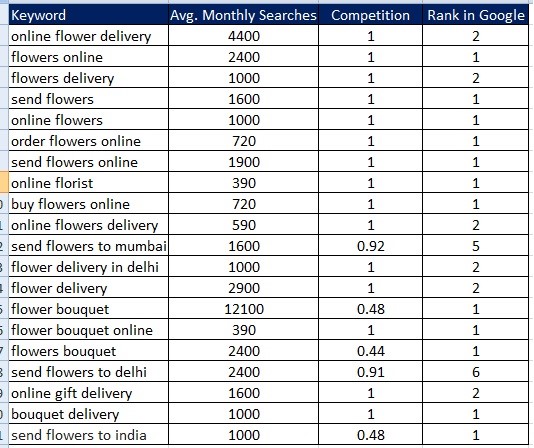 Keyword Avg. Monthly Searches Competition Rank in Google
online flower delivery 4400 1 2
flowers online 2400 1 1
flowers delivery 1000 1 2
send flowers 1600 1 1
online flowers 1000 1 1
order flowers online 720 1 1
send flowers online 1900 1 1
online florist 390 1 1
buy flowers online 720 1 1
online flowers delivery 590 1 2
send flowers to mumbai 1600 0.92 5
flower delivery in delhi 1000 1 2
flower delivery 2900 1 2
flower bouquet 12100 0.48 1
flower bouquet online 390 1 1
flowers bouquet 2400 0.44 1
send flowers to delhi 2400 0.91 6
online gift delivery 1600 1 2
bouquet delivery 1000 1 1
send flowers to india 1000 0.48 1